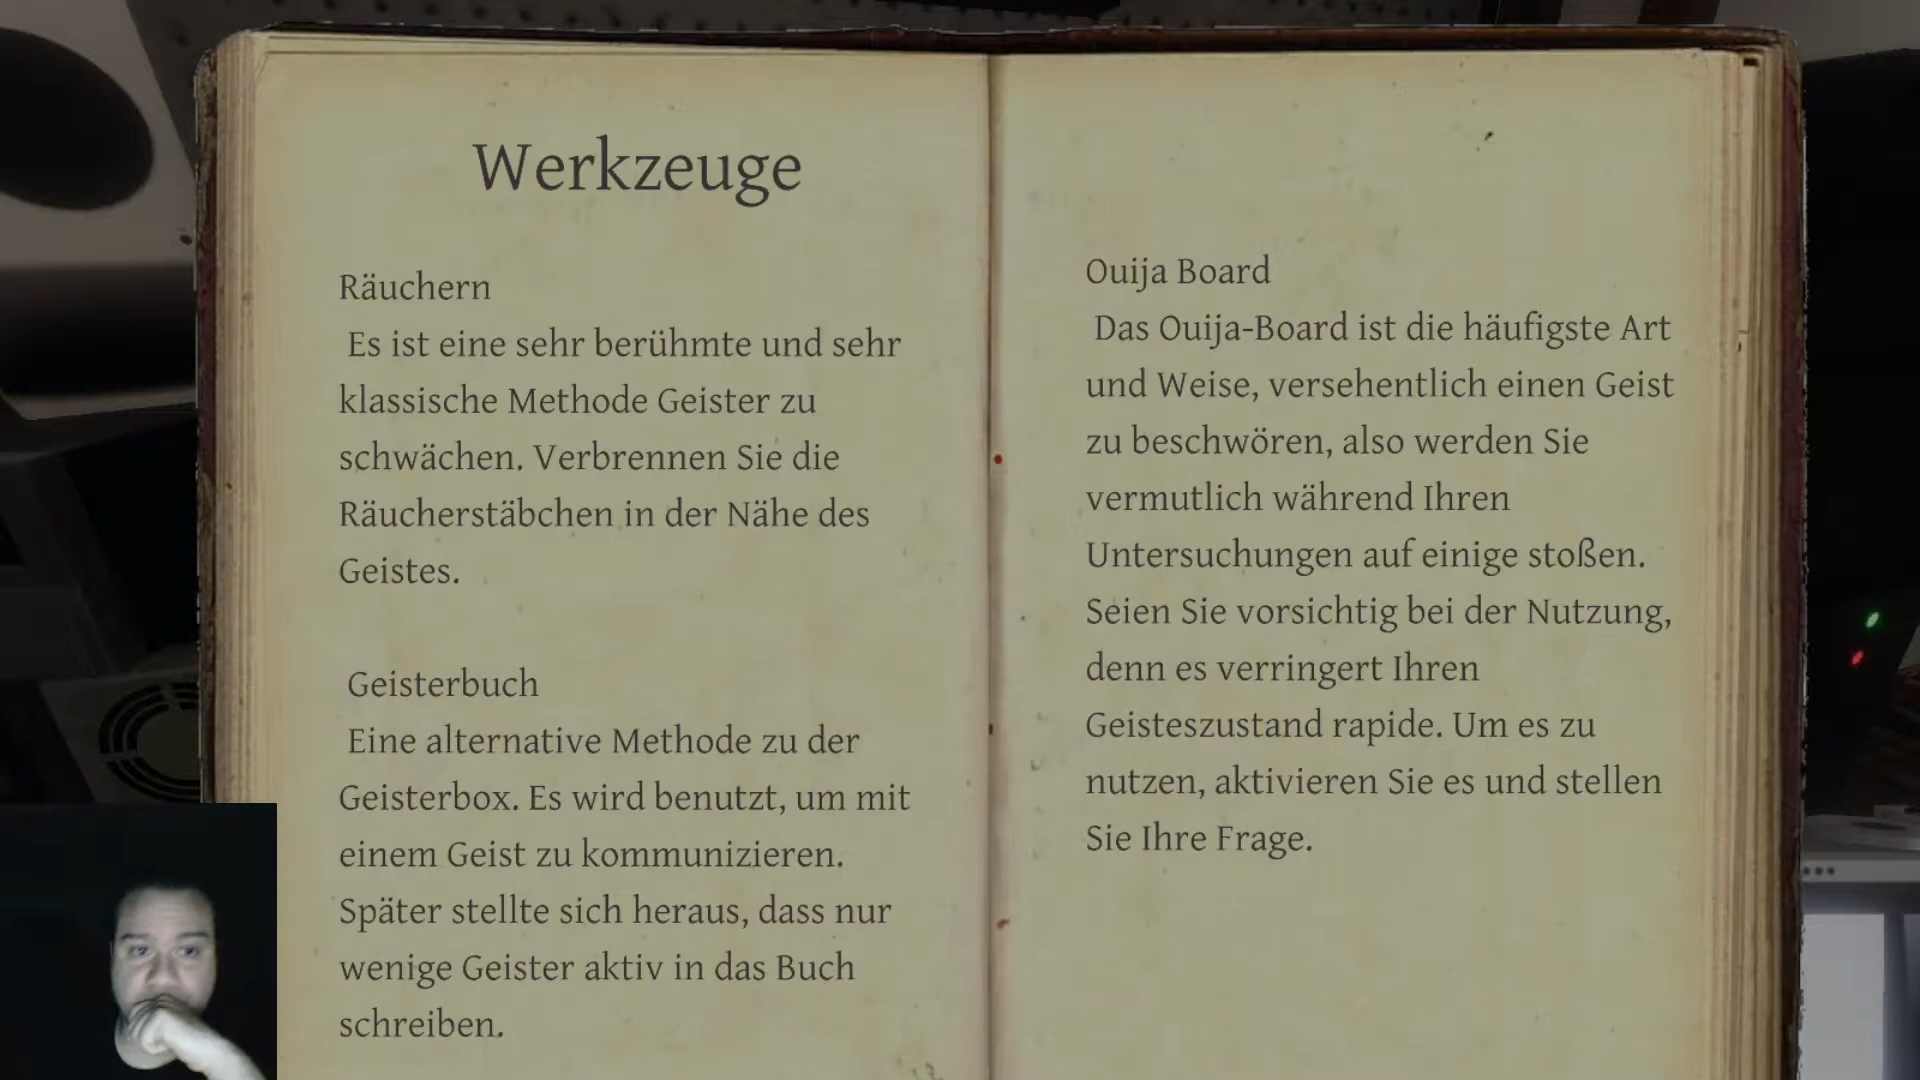 Werkzeuge
Räuchern
Es ist eine sehr berühmte und sehr
klassische Methode Geister zu
schwächen. Verbrennen Sie die
Räucherstäbchen in der Nähe des
Geistes.
Geisterbuch
Eine alternative Methode zu der
Geisterbox. Es wird benutzt, um mit
einem Geist zu kommunizieren.
Später stellte sich heraus, dass nur
wenige Geister aktiv in das Buch
schreiben.
Ouija Board
Das Ouija-Board ist die häufigste Art
und Weise, versehentlich einen Geist
zu beschwören, also werden Sie
vermutlich während Ihren
Untersuchungen auf einige stoßen.
Seien Sie vorsichtig bei der Nutzung,
denn es verringert Ihren
Geisteszustand rapide. Um es zu
nutzen, aktivieren Sie es und stellen
Sie Ihre Frage.